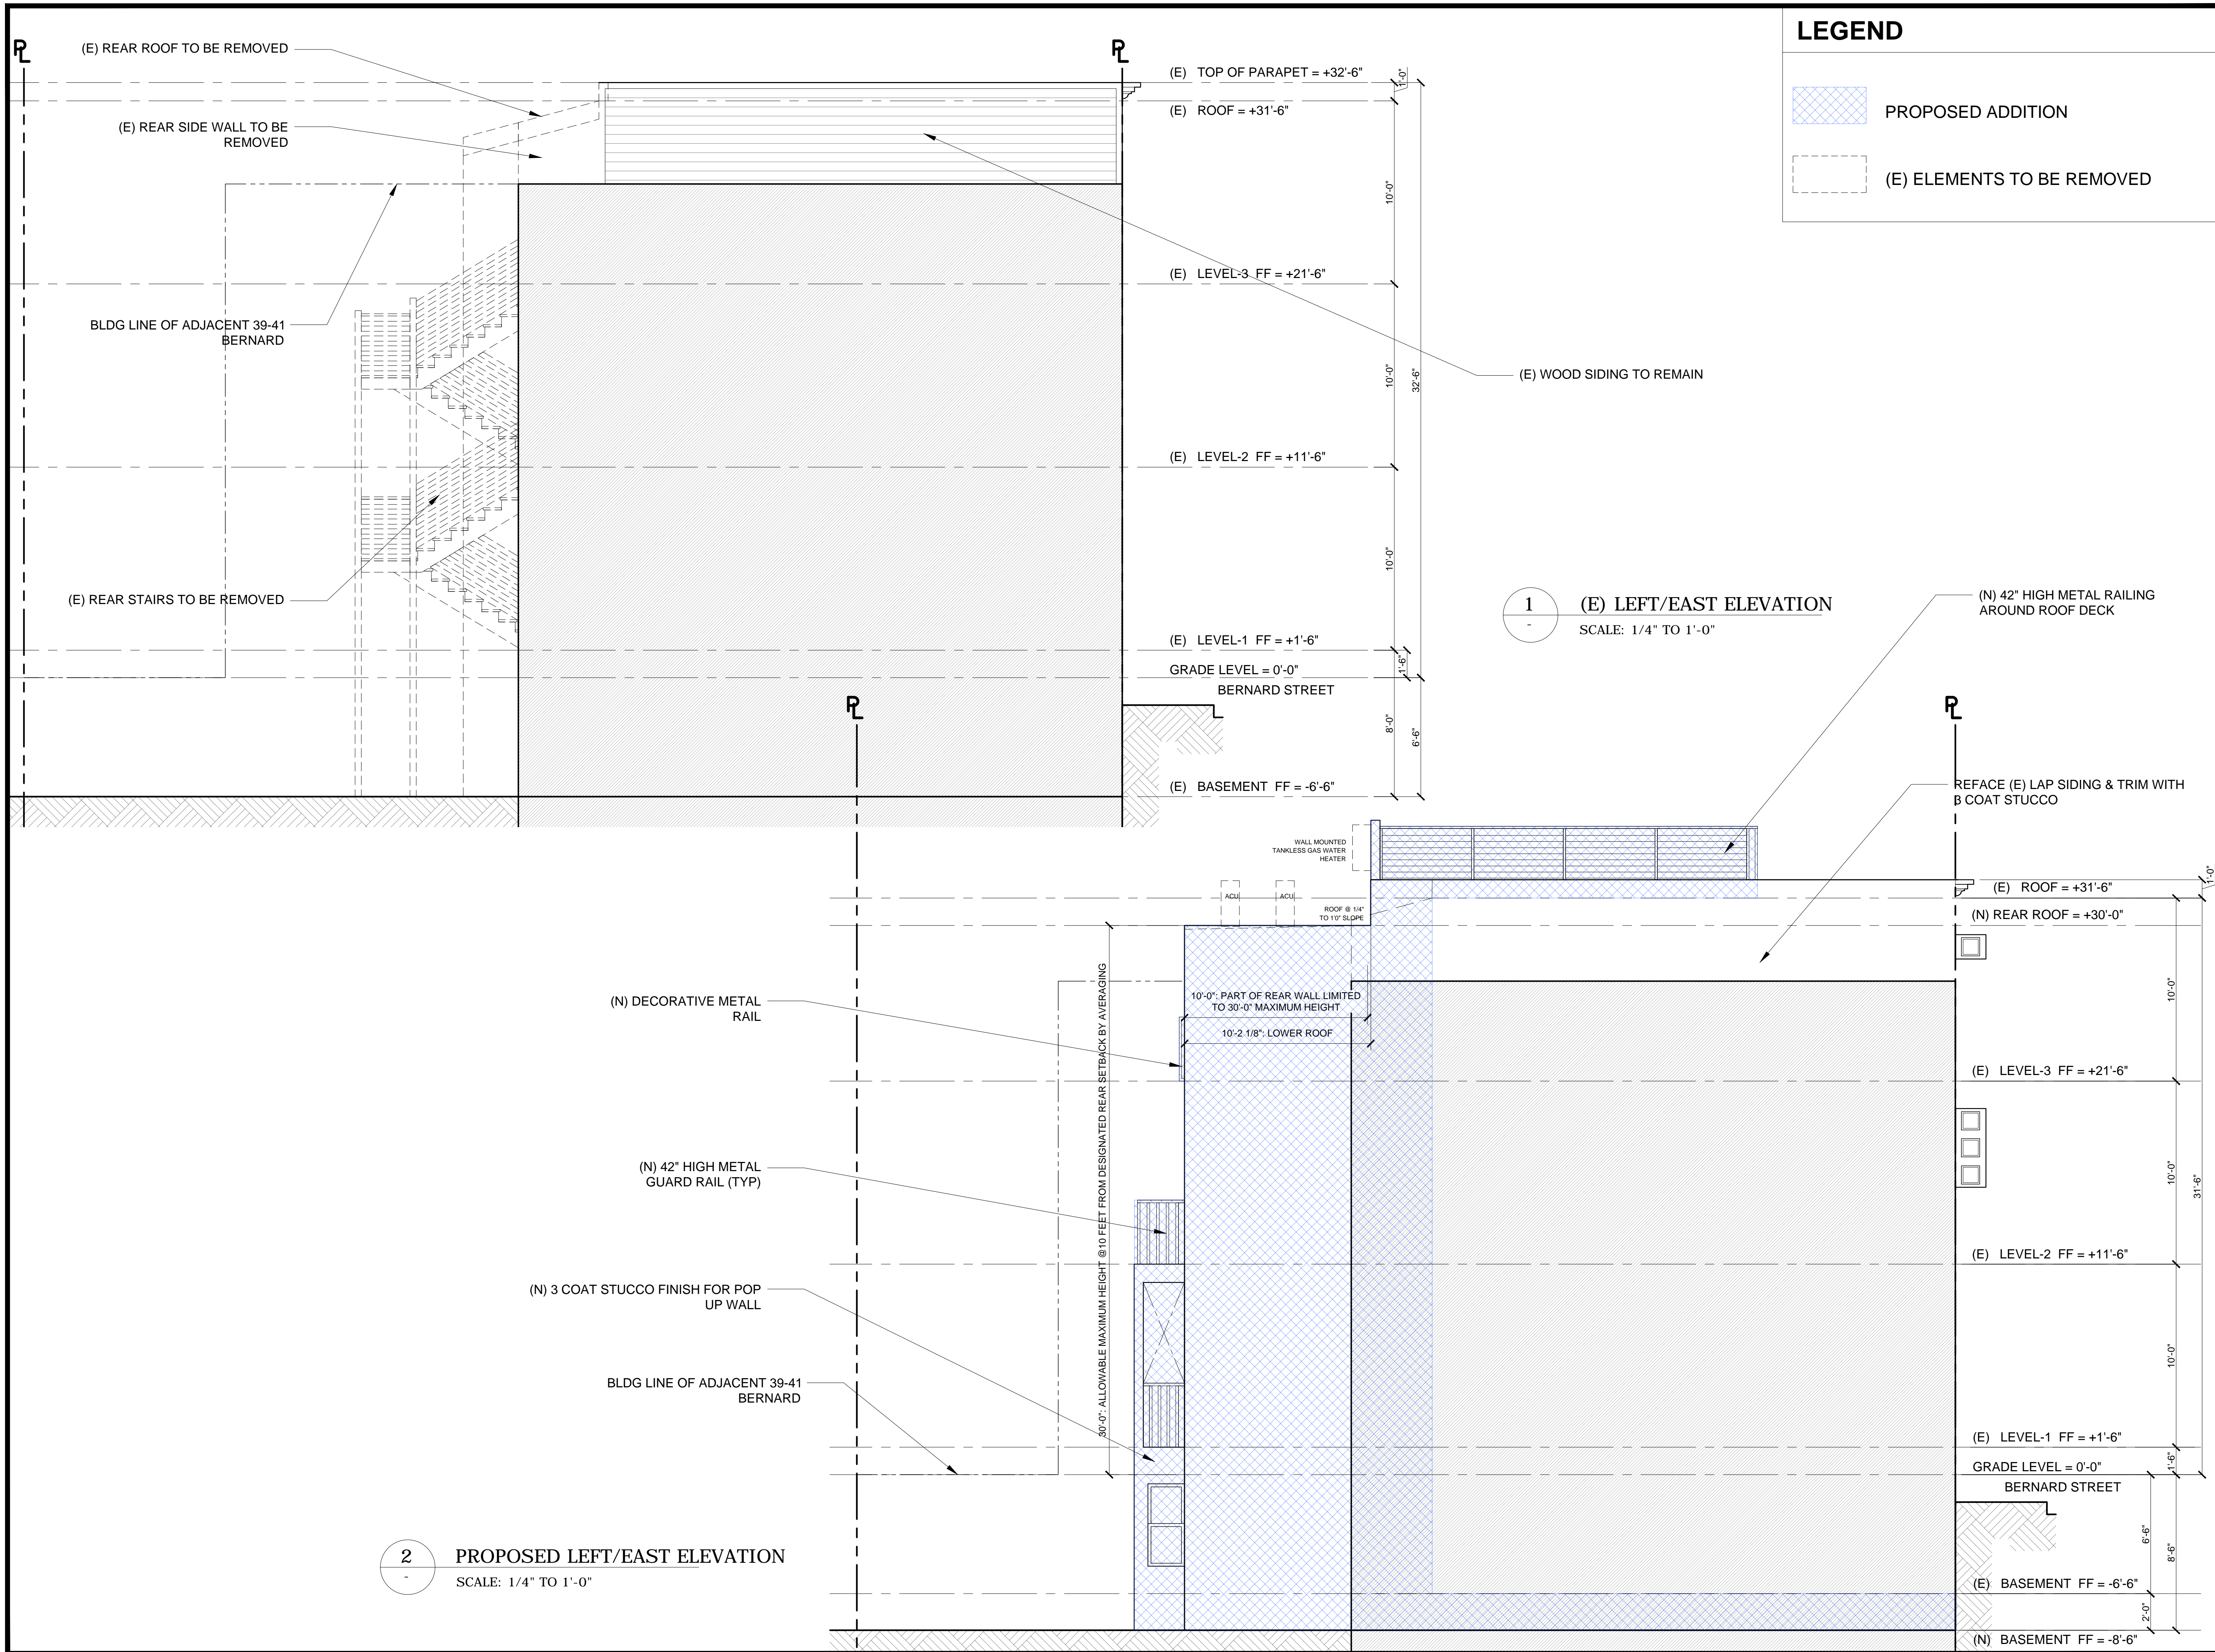 LEGEND
PROPOSED ADDITION
(E) ELEMENTS TO BE REMOVED
PL
PL
(E) REAR ROOF TO BE REMOVED
(E) REAR SIDE WALL TO BE
REMOVED
BLDG LINE OF ADJACENT 39-41
BERNARD
(E) REAR STAIRS TO BE REMOVED
(E) TOP OF PARAPET = +32'-6"
(E) ROOF = +31'-6"
(E) LEVEL-3 FF = +21'-6"
(E) LEVEL-2 FF = +11'-6"
(E) LEVEL-1 FF = +1'-6"
GRADE LEVEL = 0'-0"
BERNARD STREET
(E) BASEMENT FF = -6'-6"
1'-0"
10'-0"
10'-0"
32'-6"
10'-0"
1'-6"
8'-0"
6'-6"
(E) WOOD SIDING TO REMAIN
1
-
(E) LEFT/EAST ELEVATION
SCALE: 1/4" TO 1'-0"
PL
PL
(N) 42" HIGH METAL RAILING
AROUND ROOF DECK
REFACE (E) LAP SIDING & TRIM WITH
3 COAT STUCCO
WALL MOUNTED
TANKLESS GAS WATER
HEATER
ACU
ACU
ROOF @ 1/4"
TO 1'0" SLOPE
10'-0": PART OF REAR WALL LIMITED
TO 30'-0" MAXIMUM HEIGHT
10'-2 1/8": LOWER ROOF
30'-0": ALLOWABLE MAXIMUM HEIGHT @10 FEET FROM DESIGNATED REAR SETBACK BY AVERAGING
(N) DECORATIVE METAL
RAIL
(N) 42" HIGH METAL
GUARD RAIL (TYP)
(N) 3 COAT STUCCO FINISH FOR POP
UP WALL
BLDG LINE OF ADJACENT 39-41
BERNARD
(E) ROOF = +31'-6"
(N) REAR ROOF = +30'-0"
(E) LEVEL-3 FF = +21'-6"
(E) LEVEL-2 FF = +11'-6"
(E) LEVEL-1 FF = +1'-6"
GRADE LEVEL = 0'-0"
BERNARD STREET
(E) BASEMENT FF = -6'-6"
(N) BASEMENT FF = -8'-6"
1'-0"
10'-0"
10'-0"
31'-6"
10'-0"
1'-6"
6'-6"
8'-6"
2'-0"
2
-
PROPOSED LEFT/EAST ELEVATION
SCALE: 1/4" TO 1'-0"